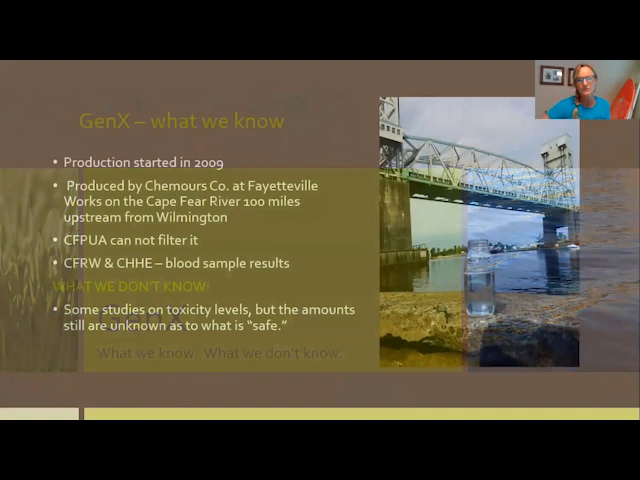 GenX – what we know
• Production started in 2009
• Produced by Chemours Co. at Fayetteville
Works on the Cape Fear River 100 miles
upstream from Wilmington
• CFPUA can not filter it
• CFRW & CHHE – blood sample results
WHAT WE DON'T KNOW:
• Some studies on toxicity levels, but the amounts
still are unknown as to what is “safe.”
GenX
What we know. What we don't know.